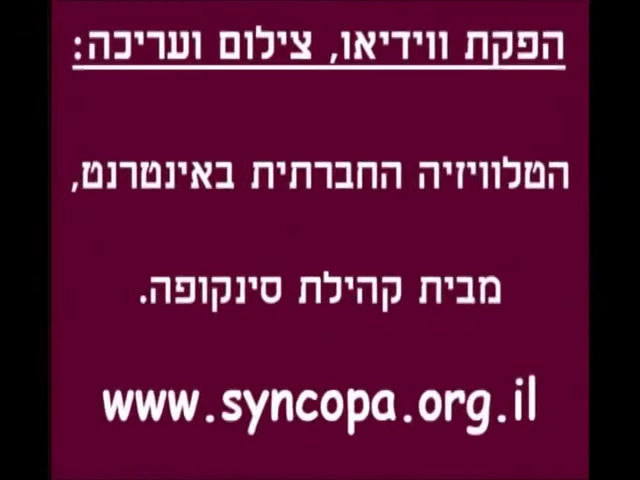 הפקת ווידיאו, צילום ועריכה:
הטלוויזיה החברתית באינטרנט,
מבית קהילת סינקופה.
www.syncopa.org.il